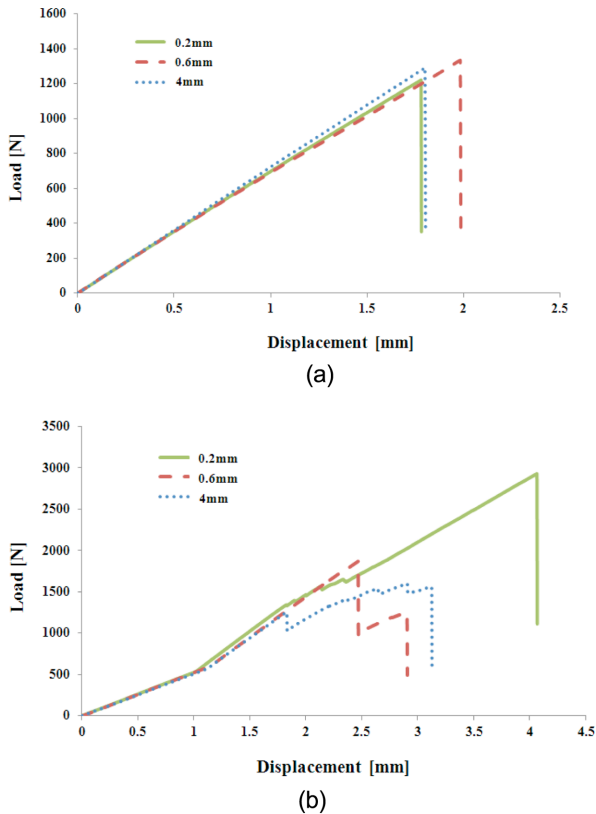 1600
1400
1200
1000
800
600
400
200
0
Load [N]
0.2mm
0.6mm
4mm
0 0.5 1 1.5 2 2.5
Displacement [mm]
(a)
3500
3000
2500
2000
1500
1000
500
0
Load [N]
0.2mm
0.6mm
4mm
0 0.5 1 1.5 2 2.5 3 3.5 4 4.5
Displacement [mm]
(b)